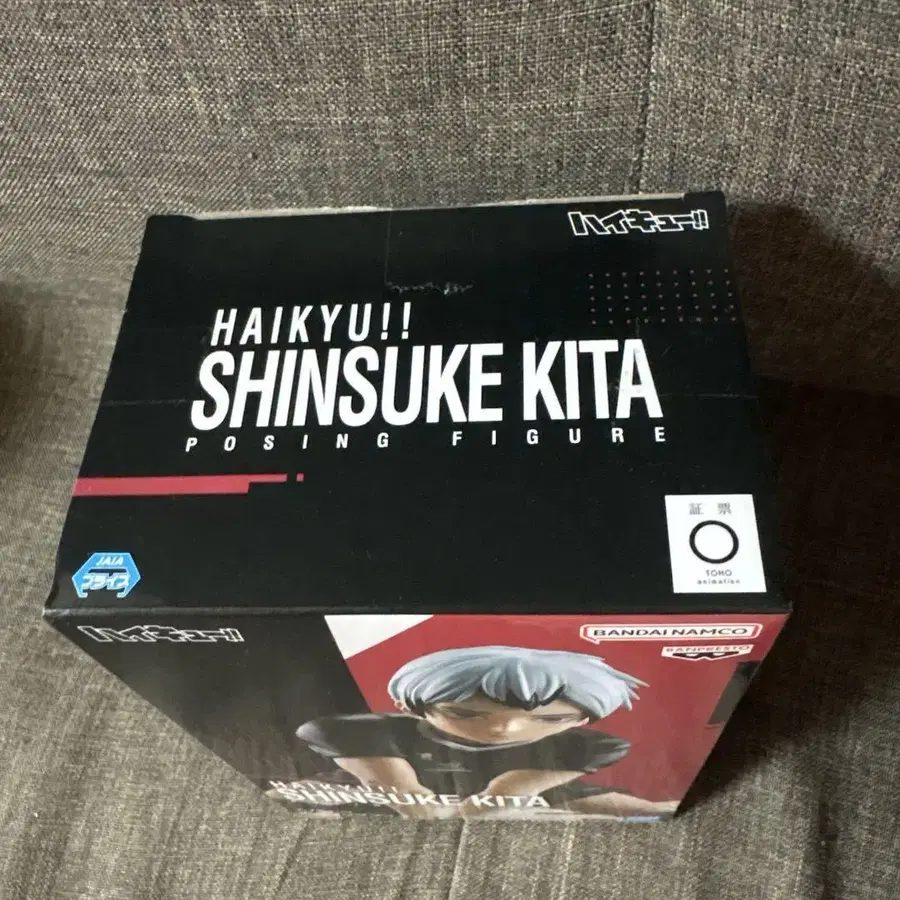 ハイキュー!!
HAIKYU!!
SHINSUKE KITA
POSING FIGURE
証票
TOHO
animation
JAIA
プライズ
ハイキュー!!
BANDAI NAMCO
BANPRESTO
HAIKYU!!
SHINSUKE KITA